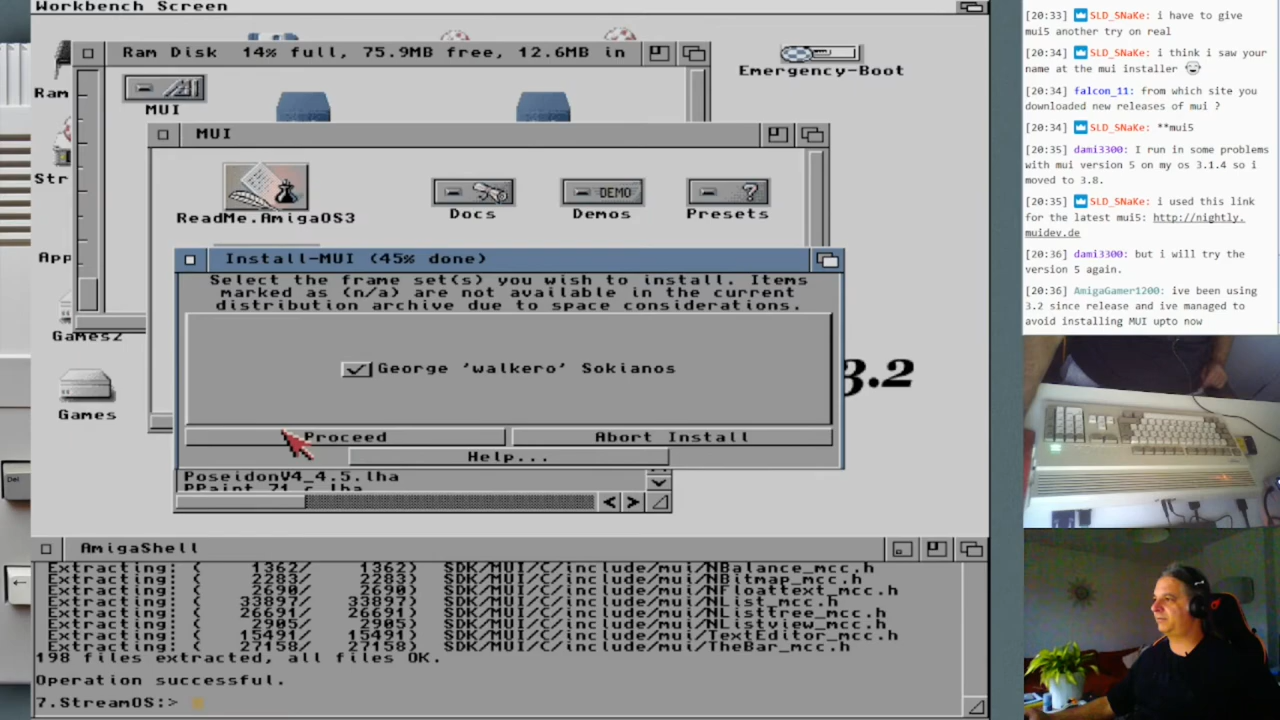 Workbench Screen
Ram Disk 14% full, 75.9MB free, 12.6MB in
Emergency-Boot
Ram
MUI
MUI
Str
ReadMe.AmigaOS3
Docs
DEMO
Demos
?
Presets
App
Install-MUI (45% done)
Select the frame set(s) you wish to install. Items
marked as (n/a) are not available in the current
distribution archive due to space considerations.
George 'walkero' Sokianos
3.2
Games2
Games
Proceed
Abort Install
Help...
PoseidonV4_4.5.lha
PPaint_71_c.lha
Del
AmigaShell
Extracting: ( 1362/ 1362) SDK/MUI/C/include/mui/NBalance_mcc.h
Extracting: ( 2283/ 2283) SDK/MUI/C/include/mui/NBitmap_mcc.h
Extracting: ( 2690/ 2690) SDK/MUI/C/include/mui/NFloattext_mcc.h
Extracting: ( 33897/ 33897) SDK/MUI/C/include/mui/NList_mcc.h
Extracting: ( 26691/ 26691) SDK/MUI/C/include/mui/NListtree_mcc.h
Extracting: ( 2905/ 2905) SDK/MUI/C/include/mui/NListview_mcc.h
Extracting: ( 15491/ 15491) SDK/MUI/C/include/mui/TextEditor_mcc.h
Extracting: ( 27158/ 27158) SDK/MUI/C/include/mui/TheBar_mcc.h
198 files extracted, all files OK.
Operation successful.
7.StreamOS:>
[20:33] SLD_SNaKe: i have to give
mui5 another try on real
[20:34] SLD_SNaKe: i think i saw your
name at the mui installer
[20:34] falcon_11: from which site you
downloaded new releases of mui ?
[20:34] SLD_SNaKe: **mui5
[20:35] dami3300: I run in some problems
with mui version 5 on my os 3.1.4 so i
moved to 3.8.
[20:35] SLD_SNaKe: i used this link
for the latest mui5: http://nightly.
muidev.de
[20:36] dami3300: but i will try the
version 5 again.
[20:36] AmigaGamer1200: ive been using
3.2 since release and ive managed to
avoid installing MUI upto now